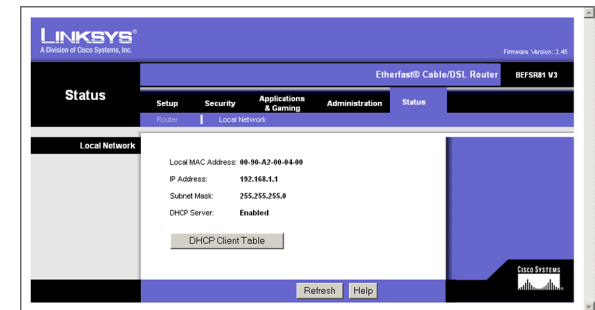 LINKSYS®
A Division of Cisco Systems, Inc.
Firmware Version: 2.45
Etherfast® Cable/DSL Router BEFSR81 V3
Status
Setup Security Applications & Gaming Administration Status
Router Local Network
Local Network
Local MAC Address: 00-90-A2-00-04-00
IP Address: 192.168.1.1
Subnet Mask: 255.255.255.0
DHCP Server: Enabled
DHCP Client Table
CISCO SYSTEMS
Refresh Help